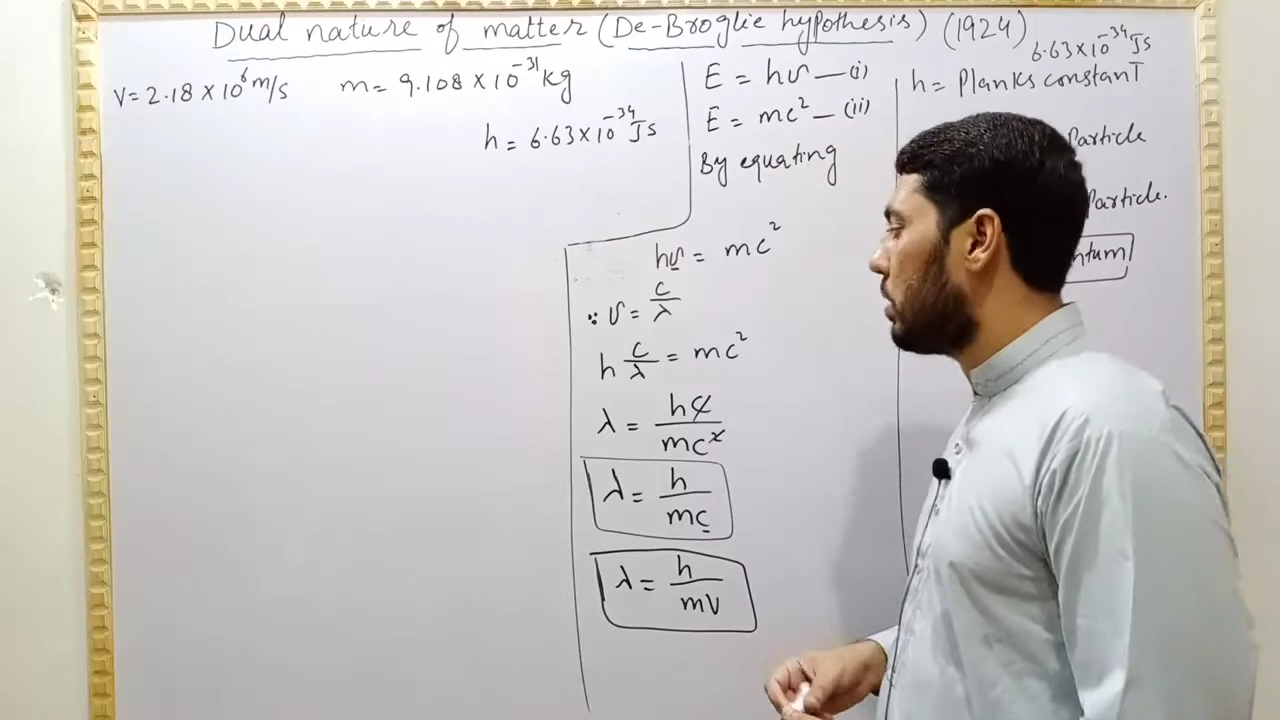 Dual nature of matter (De-Broglie hypothesis) (1924)
V = 2.18 × 10⁶ m/s m = 9.108 × 10⁻³¹ kg
h = 6.63 × 10⁻³⁴ Js
E = hʋ — (i)
E = mc² — (ii)
By equating
hʋ = mc²
∵ ʋ = c/λ
h c/λ = mc²
λ = hc/mc²
λ = h/mc
λ = h/mv
6.63 × 10⁻³⁴ Js
h = Planks constanT
Particle
Particle.
ntum